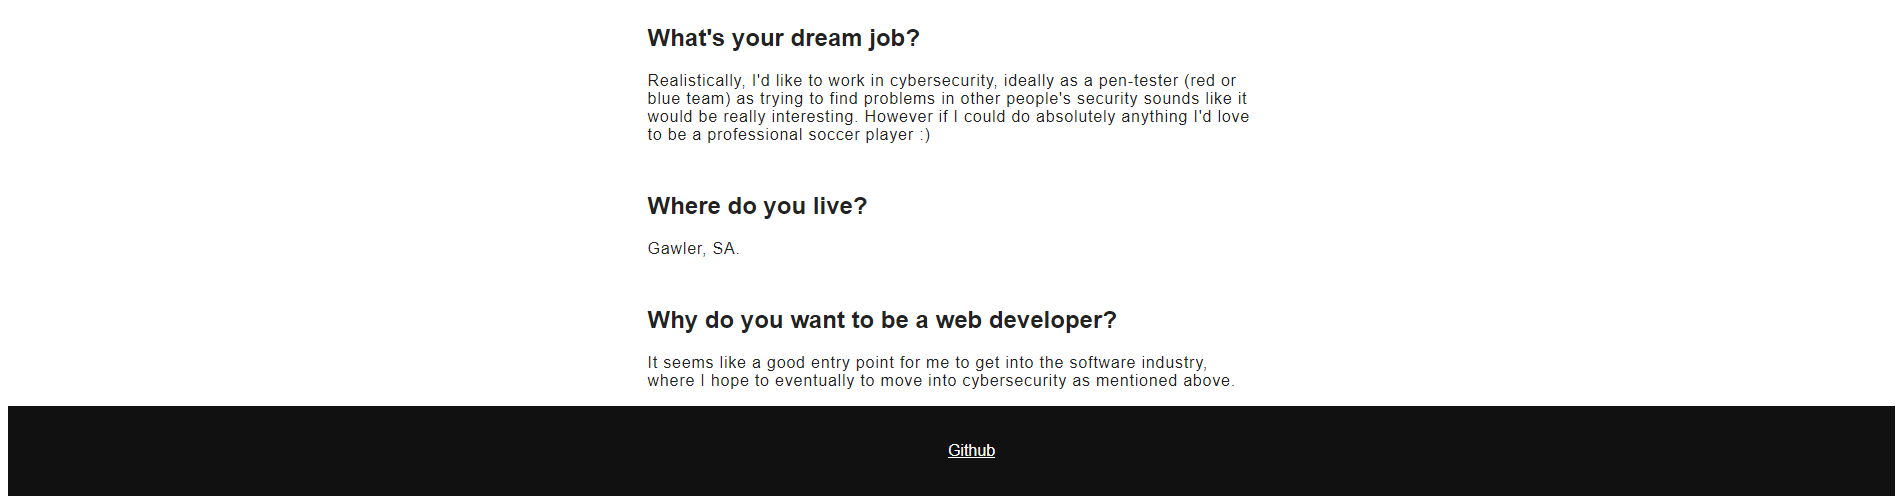 What's your dream job?
Realistically, I'd like to work in cybersecurity, ideally as a pen-tester (red or
blue team) as trying to find problems in other people's security sounds like it
would be really interesting. However if I could do absolutely anything I'd love
to be a professional soccer player :)
Where do you live?
Gawler, SA.
Why do you want to be a web developer?
It seems like a good entry point for me to get into the software industry,
where I hope to eventually to move into cybersecurity as mentioned above.
Github